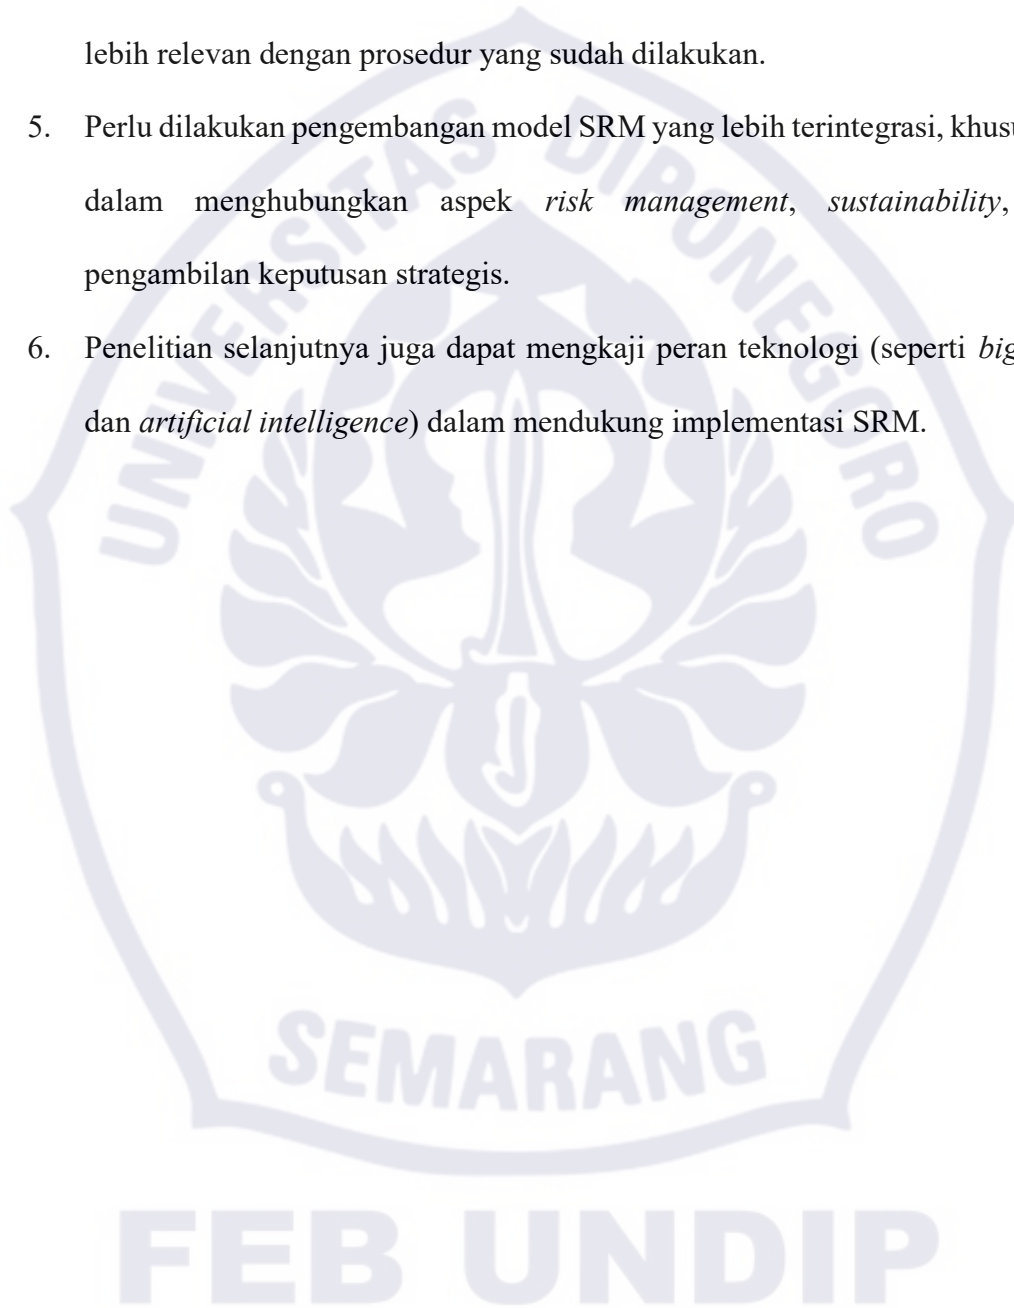 lebih relevan dengan prosedur yang sudah dilakukan.
5. Perlu dilakukan pengembangan model SRM yang lebih terintegrasi,
dalam menghubungkan aspek risk management, sustainability,
pengambilan keputusan strategis.
6. Penelitian selanjutnya juga dapat mengkaji peran teknologi (seperti big
dan artificial intelligence) dalam mendukung implementasi SRM.
UNIVERSITAS DIPONEGORO
SEMARANG
FEB UNDIP